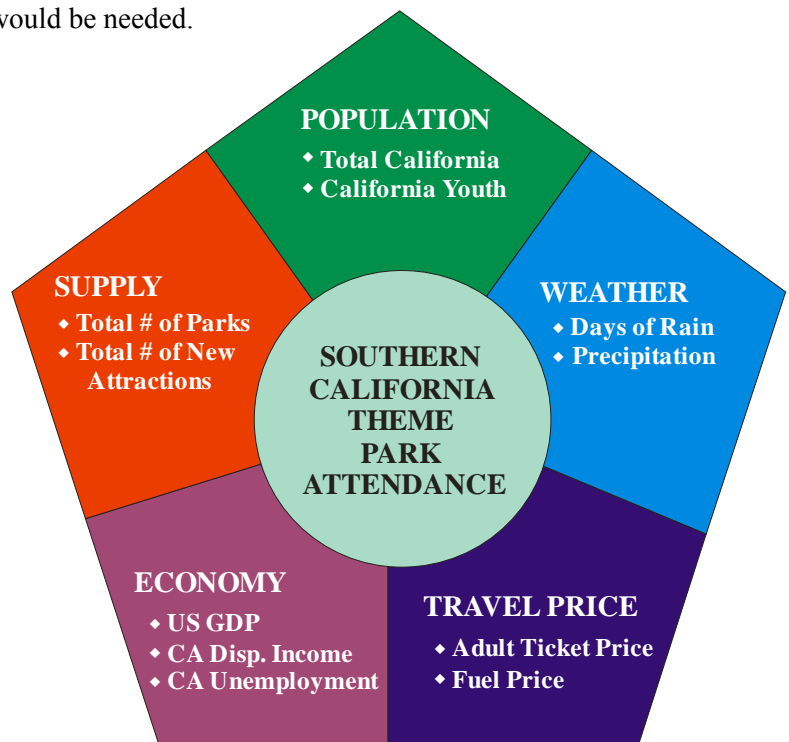 would be needed.
POPULATION
◆ Total California
◆ California Youth
SUPPLY
◆ Total # of Parks
◆ Total # of New
Attractions
WEATHER
◆ Days of Rain
◆ Precipitation
SOUTHERN
CALIFORNIA
THEME
PARK
ATTENDANCE
ECONOMY
◆ US GDP
◆ CA Disp. Income
◆ CA Unemployment
TRAVEL PRICE
◆ Adult Ticket Price
◆ Fuel Price